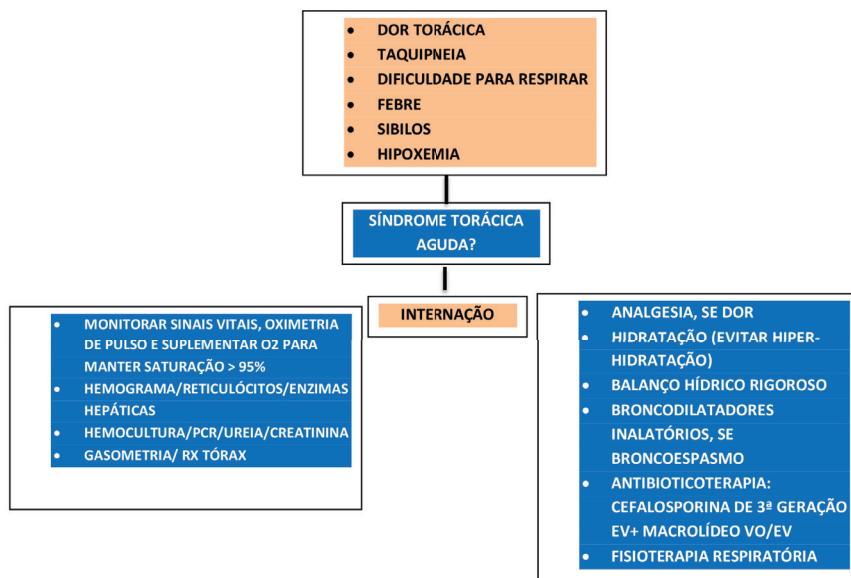 • DOR TORÁCICA
• TAQUIPNEIA
• DIFICULDADE PARA RESPIRAR
• FEBRE
• SIBILOS
• HIPOXEMIA
SÍNDROME TORÁCICA
AGUDA?
INTERNAÇÃO
• MONITORAR SINAIS VITAIS, OXIMETRIA
DE PULSO E SUPLEMENTAR O2 PARA
MANTER SATURAÇÃO > 95%
• HEMOGRAMA/RETICULÓCITOS/ENZIMAS
HEPÁTICAS
• HEMOCULTURA/PCR/UREIA/CREATININA
• GASOMETRIA/ RX TÓRAX
• ANALGESIA, SE DOR
• HIDRATAÇÃO (EVITAR HIPER-
HIDRATAÇÃO)
• BALANÇO HÍDRICO RIGOROSO
• BRONCODILATADORES
INALATÓRIOS, SE
BRONCOESPASMO
• ANTIBIOTICOTERAPIA:
CEFALOSPORINA DE 3ª GERAÇÃO
EV+ MACROLÍDEO VO/EV
• FISIOTERAPIA RESPIRATÓRIA